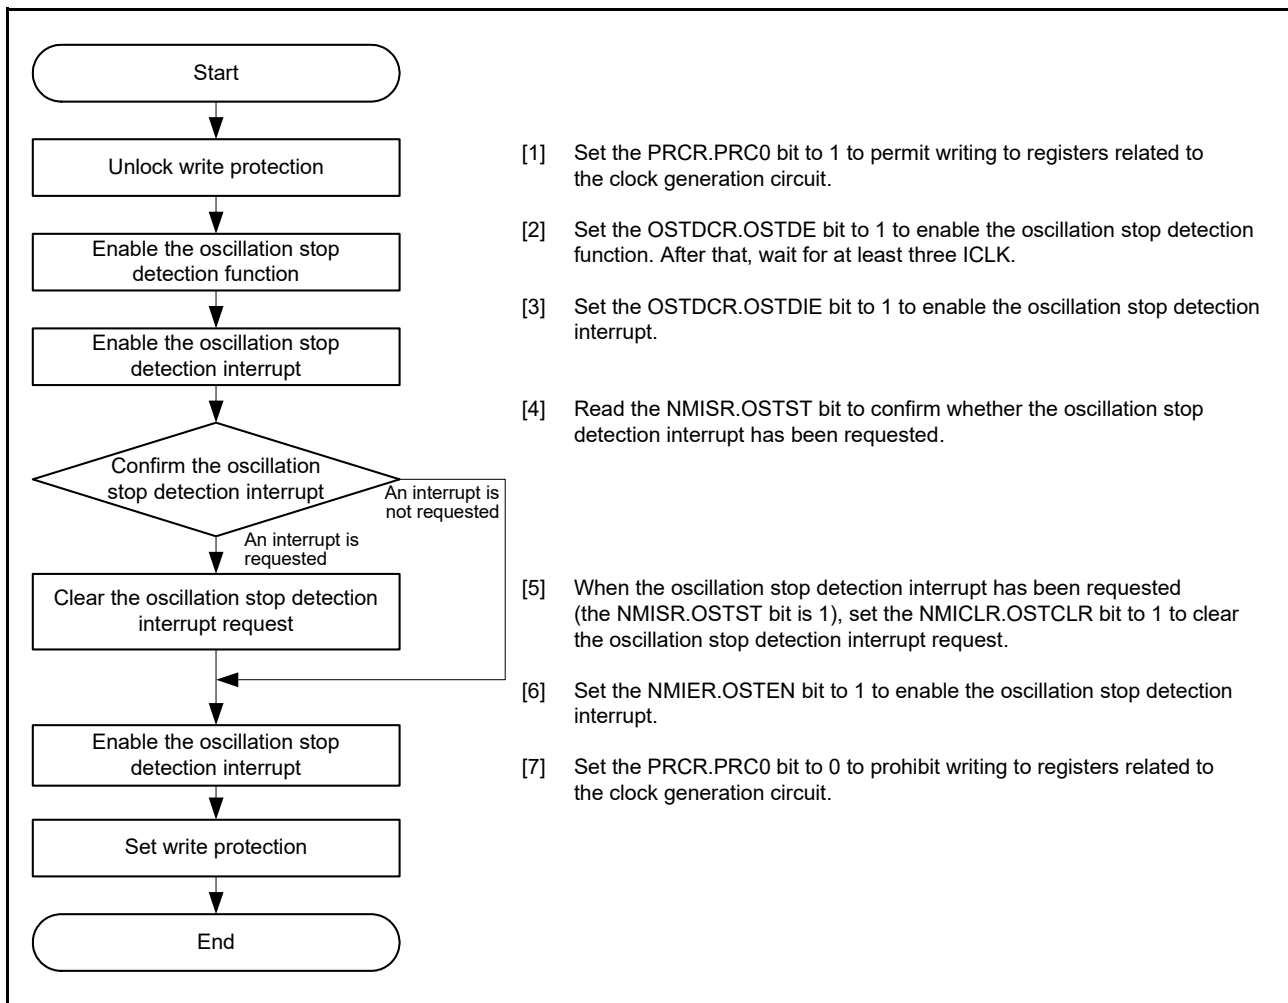 Start
Unlock write protection
[1] Set the PRCR.PRC0 bit to 1 to permit writing to registers related to
the clock generation circuit.
Enable the oscillation stop
detection function
[2] Set the OSTDCR.OSTDE bit to 1 to enable the oscillation stop detection
function. After that, wait for at least three ICLK.
Enable the oscillation stop
detection interrupt
[3] Set the OSTDCR.OSTDIE bit to 1 to enable the oscillation stop detection
interrupt.
Confirm the oscillation
stop detection interrupt
[4] Read the NMISR.OSTST bit to confirm whether the oscillation stop
detection interrupt has been requested.
An interrupt is
not requested
An interrupt is
requested
Clear the oscillation stop detection
interrupt request
[5] When the oscillation stop detection interrupt has been requested
(the NMISR.OSTST bit is 1), set the NMICLR.OSTCLR bit to 1 to clear
the oscillation stop detection interrupt request.
Enable the oscillation stop
detection interrupt
[6] Set the NMIER.OSTEN bit to 1 to enable the oscillation stop detection
interrupt.
Set write protection
[7] Set the PRCR.PRC0 bit to 0 to prohibit writing to registers related to
the clock generation circuit.
End